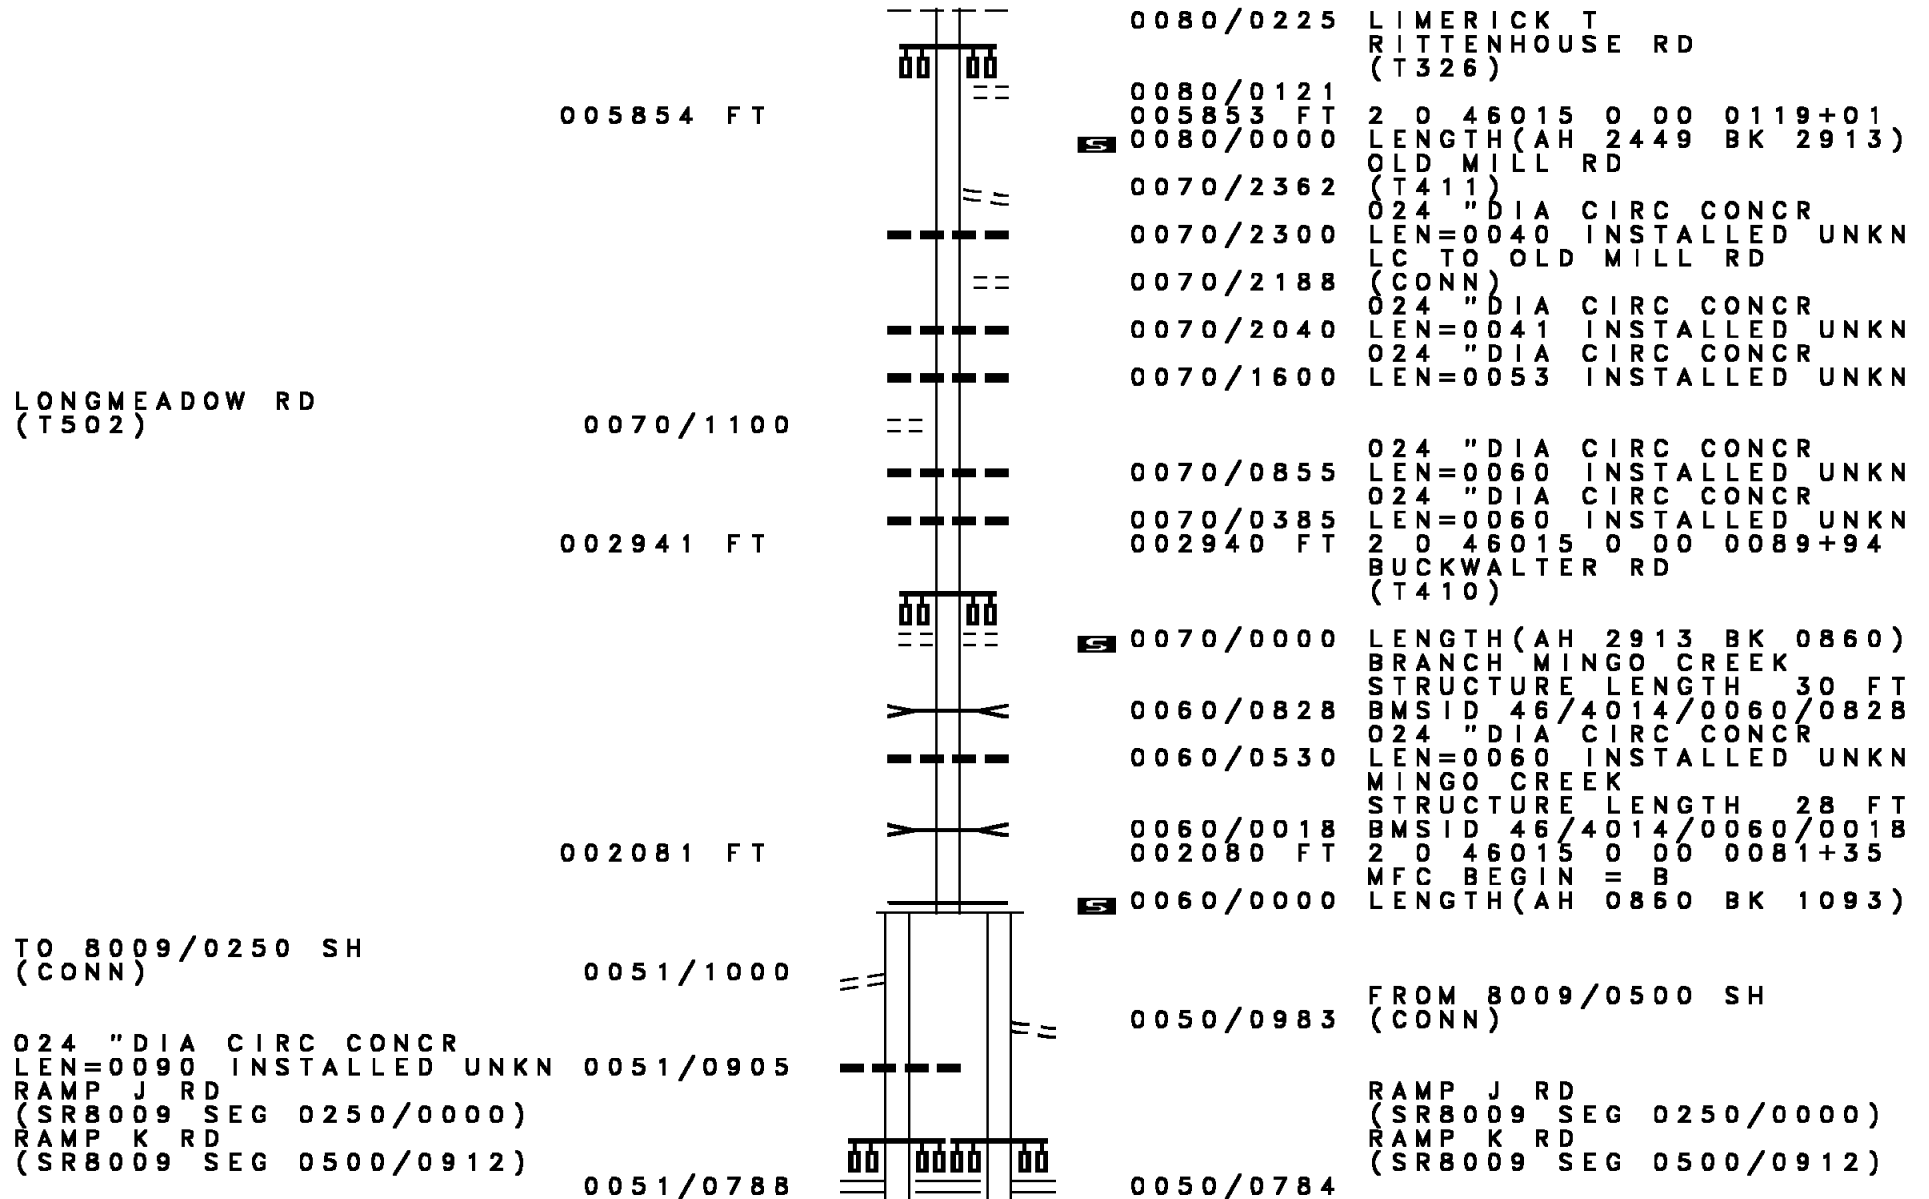 0080/0225 LIMERICK T
RITTENHOUSE RD
(T326)
0080/0121
005854 FT 005853 FT 2 0 46015 0 00 0119+01
S 0080/0000 LENGTH(AH 2449 BK 2913)
OLD MILL RD
0070/2362 (T411)
024 "DIA CIRC CONCR
0070/2300 LEN=0040 INSTALLED UNKN
LC TO OLD MILL RD
0070/2188 (CONN)
024 "DIA CIRC CONCR
0070/2040 LEN=0041 INSTALLED UNKN
024 "DIA CIRC CONCR
0070/1600 LEN=0053 INSTALLED UNKN
LONGMEADOW RD
(T502) 0070/1100
024 "DIA CIRC CONCR
0070/0855 LEN=0060 INSTALLED UNKN
024 "DIA CIRC CONCR
0070/0385 LEN=0060 INSTALLED UNKN
002941 FT 002940 FT 2 0 46015 0 00 0089+94
BUCKWALTER RD
(T410)
S 0070/0000 LENGTH(AH 2913 BK 0860)
BRANCH MINGO CREEK
STRUCTURE LENGTH 30 FT
0060/0828 BMSID 46/4014/0060/0828
024 "DIA CIRC CONCR
0060/0530 LEN=0060 INSTALLED UNKN
MINGO CREEK
STRUCTURE LENGTH 28 FT
0060/0018 BMSID 46/4014/0060/0018
002081 FT 002080 FT 2 0 46015 0 00 0081+35
MFC BEGIN = B
S 0060/0000 LENGTH(AH 0860 BK 1093)
TO 8009/0250 SH
(CONN) 0051/1000
FROM 8009/0500 SH
0050/0983 (CONN)
024 "DIA CIRC CONCR
LEN=0090 INSTALLED UNKN 0051/0905
RAMP J RD RAMP J RD
(SR8009 SEG 0250/0000) (SR8009 SEG 0250/0000)
RAMP K RD RAMP K RD
(SR8009 SEG 0500/0912) (SR8009 SEG 0500/0912)
0051/0788 0050/0784